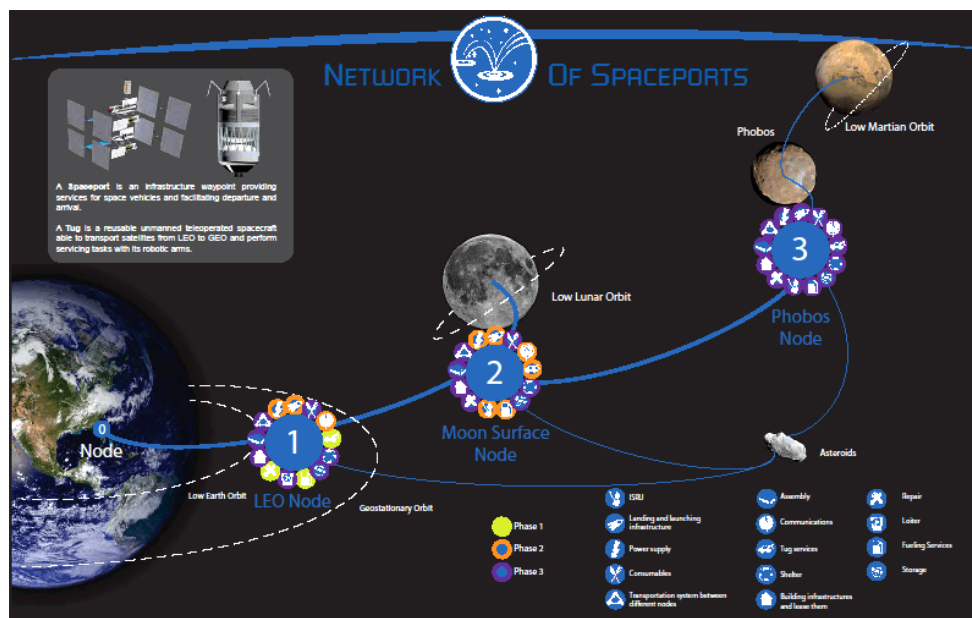 NETWORK OF SPACEPORTS
A Spaceport is an infrastructure waypoint providing
services for space vehicles and facilitating departure and
arrival.
A Tug is a reusable unmanned teleoperated spacecraft
able to transport satellites from LEO to GEO and perform
servicing tasks with its robotic arms.
Low Martian Orbit
Phobos
3
Phobos
Node
Low Lunar Orbit
2
Moon Surface
Node
0
Node
1
LEO Node
Low Earth Orbit
Geostationary Orbit
Asteroids
Phase 1
Phase 2
Phase 3
ISRU
Landing and launching
infrastructure
Power supply
Consumables
Transportation system between
different nodes
Assembly
Communications
Tug services
Shelter
Building infrastructures
and lease them
Repair
Loiter
Fueling Services
Storage